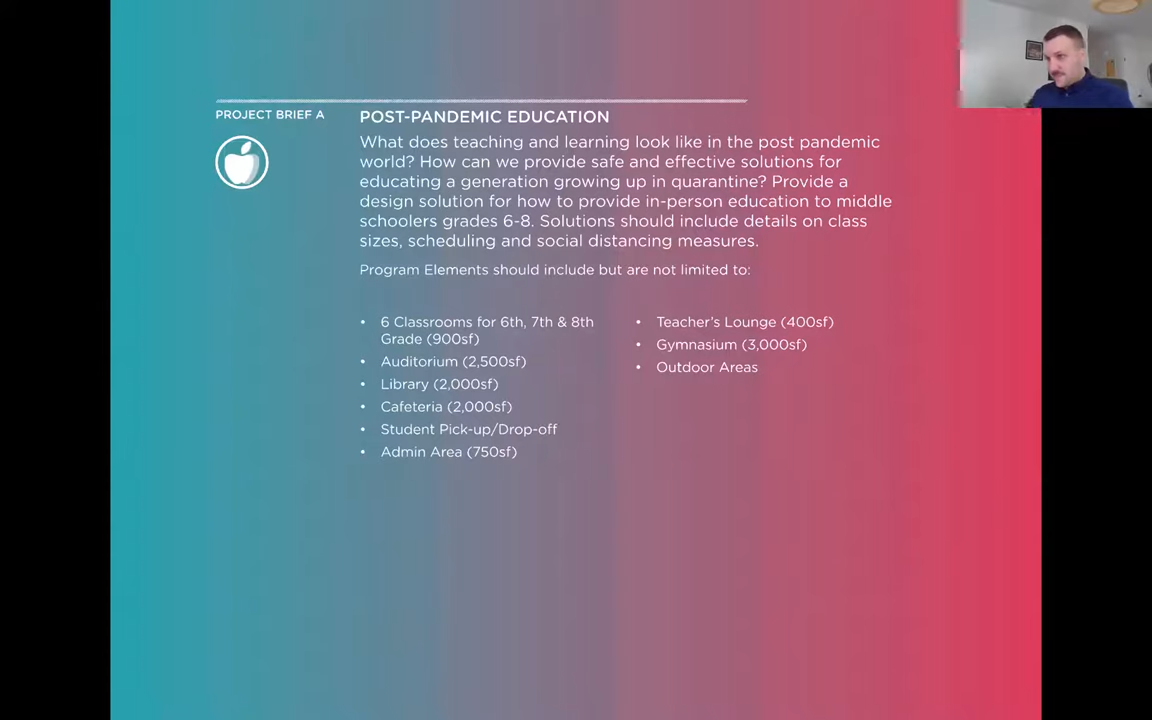 PROJECT BRIEF A
POST-PANDEMIC EDUCATION
What does teaching and learning look like in the post pandemic
world? How can we provide safe and effective solutions for
educating a generation growing up in quarantine? Provide a
design solution for how to provide in-person education to middle
schoolers grades 6-8. Solutions should include details on class
sizes, scheduling and social distancing measures.
Program Elements should include but are not limited to:
• 6 Classrooms for 6th, 7th & 8th
Grade (900sf)
• Auditorium (2,500sf)
• Library (2,000sf)
• Cafeteria (2,000sf)
• Student Pick-up/Drop-off
• Admin Area (750sf)
• Teacher's Lounge (400sf)
• Gymnasium (3,000sf)
• Outdoor Areas